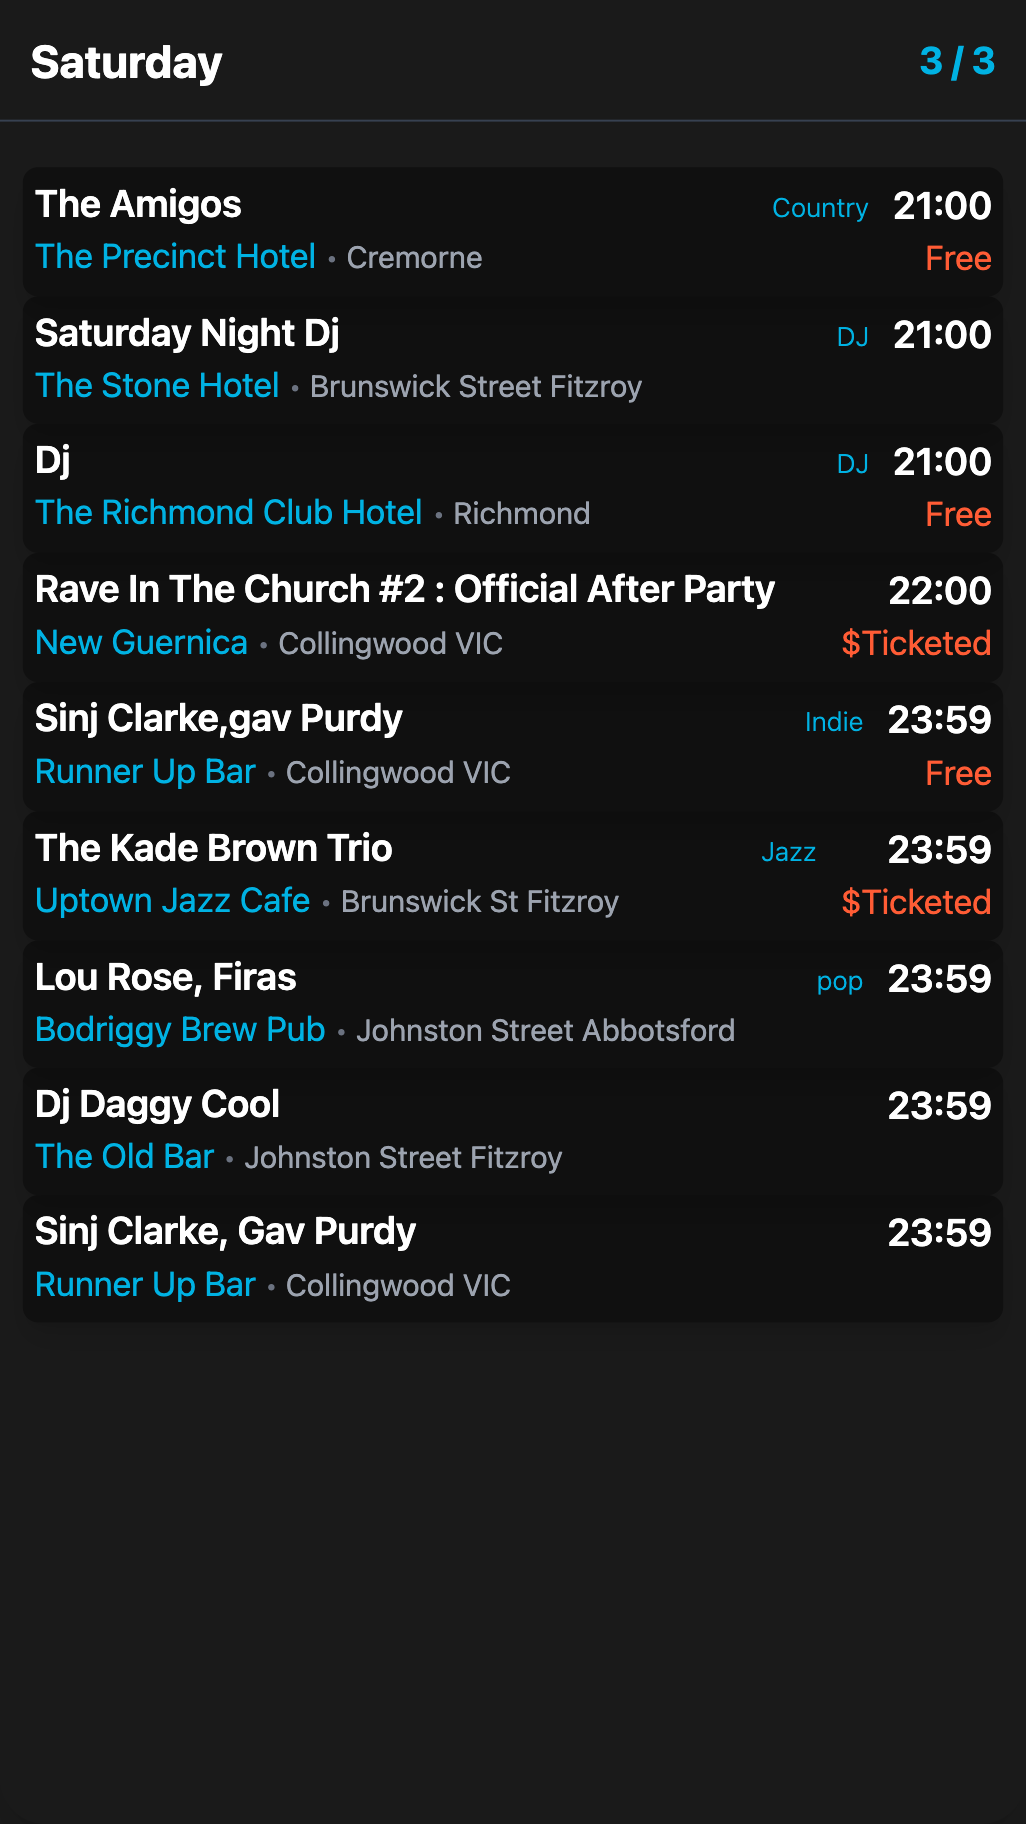 Saturday 3 / 3
The Amigos Country 21:00
The Precinct Hotel • Cremorne Free
Saturday Night Dj DJ 21:00
The Stone Hotel • Brunswick Street Fitzroy
Dj DJ 21:00
The Richmond Club Hotel • Richmond Free
Rave In The Church #2 : Official After Party 22:00
New Guernica • Collingwood VIC $Ticketed
Sinj Clarke,gav Purdy Indie 23:59
Runner Up Bar • Collingwood VIC Free
The Kade Brown Trio Jazz 23:59
Uptown Jazz Cafe • Brunswick St Fitzroy $Ticketed
Lou Rose, Firas pop 23:59
Bodriggy Brew Pub • Johnston Street Abbotsford
Dj Daggy Cool 23:59
The Old Bar • Johnston Street Fitzroy
Sinj Clarke, Gav Purdy 23:59
Runner Up Bar • Collingwood VIC